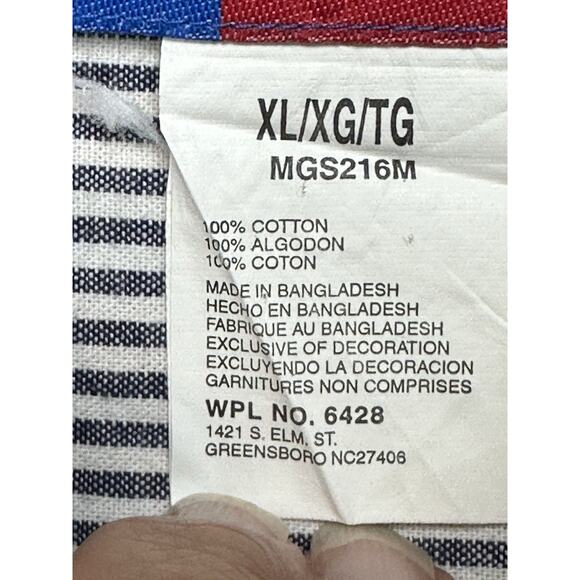 XL/XG/TG
MGS216M
100% COTTON
100% ALGODON
100% COTON
MADE IN BANGLADESH
HECHO EN BANGLADESH
FABRIQUE AU BANGLADESH
EXCLUSIVE OF DECORATION
EXCLUYENDO LA DECORACION
GARNITURES NON COMPRISES
WPL NO. 6428
1421 S. ELM. ST.
GREENSBORO NC27406